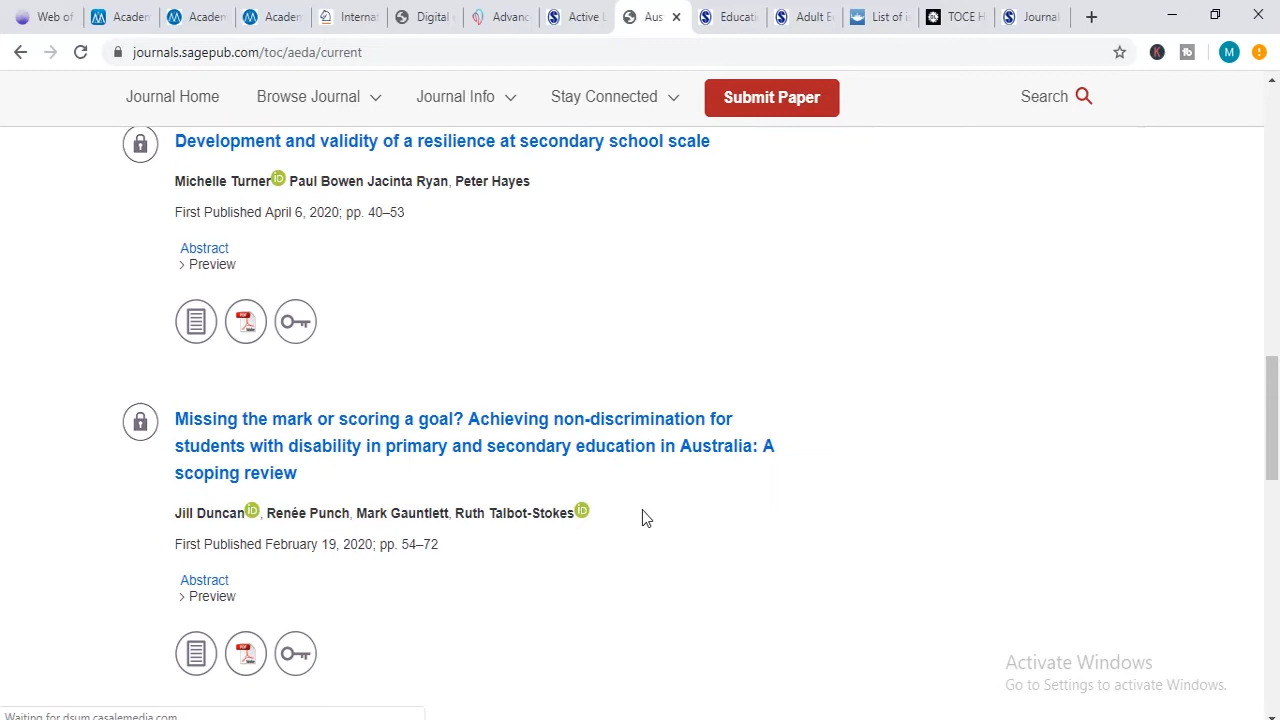 Web of
Academ
Academ
Academ
Internat
Digital
Advanc
Active L
Aus
Educati
Adult E
List of i
TOCE H
Journal
journals.sagepub.com/toc/aeda/current
M
Journal Home
Browse Journal
Journal Info
Stay Connected
Submit Paper
Search
Development and validity of a resilience at secondary school scale
Michelle Turner iD Paul Bowen Jacinta Ryan, Peter Hayes
First Published April 6, 2020; pp. 40–53
Abstract
> Preview
Missing the mark or scoring a goal? Achieving non-discrimination for
students with disability in primary and secondary education in Australia: A
scoping review
Jill Duncan iD, Renée Punch, Mark Gauntlett, Ruth Talbot-Stokes iD
First Published February 19, 2020; pp. 54–72
Abstract
> Preview
Activate Windows
Go to Settings to activate Windows.
Waiting for dsum.casalemedia.com